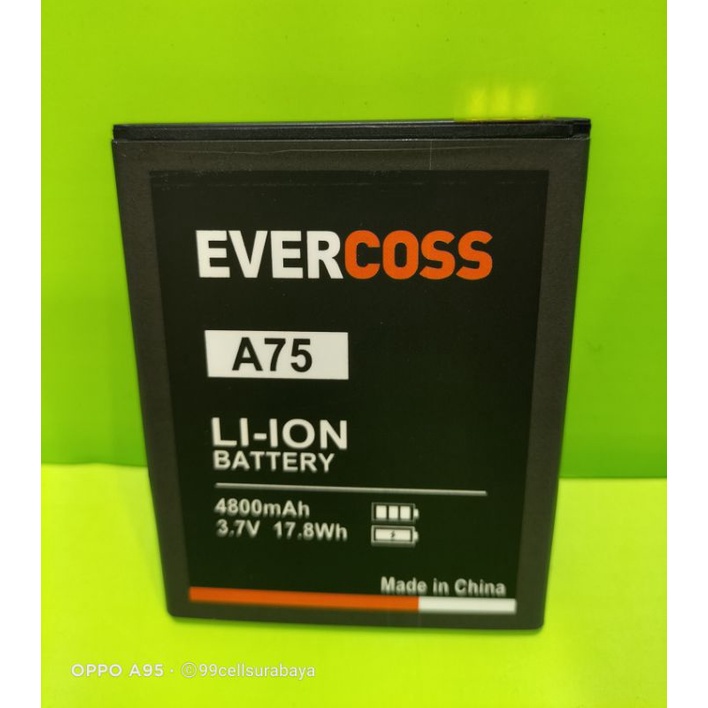 EVERCOSS
A75
LI-ION
BATTERY
4800mAh
3.7V 17.8Wh
Made in China
OPPO A95 · ©99cellsurabaya